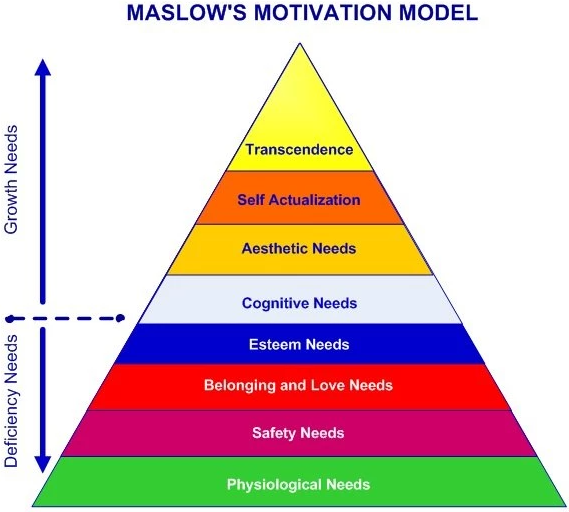 MASLOW'S MOTIVATION MODEL
Growth Needs
Deficiency Needs
Transcendence
Self Actualization
Aesthetic Needs
Cognitive Needs
Esteem Needs
Belonging and Love Needs
Safety Needs
Physiological Needs